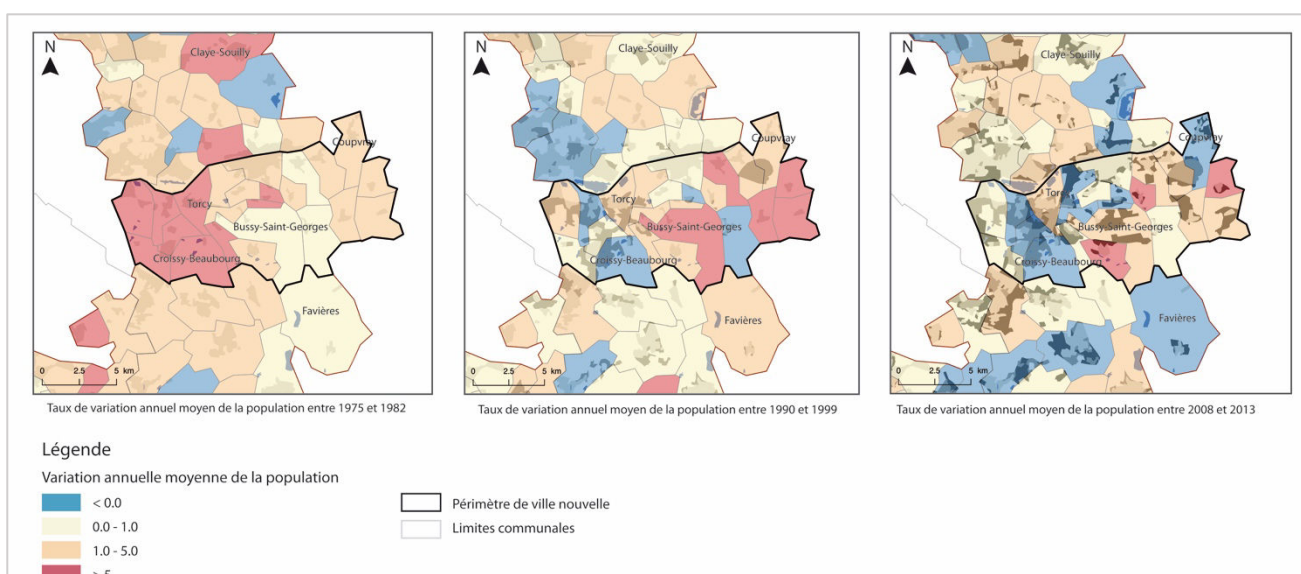 N
Claye-Souilly
Coupvray
Torcy
Bussy-Saint-Georges
Croissy-Beaubourg
Favières
0 2.5 5 km
Taux de variation annuel moyen de la population entre 1975 et 1982
N
Claye-Souilly
Coupvray
Torcy
Bussy-Saint-Georges
Croissy-Beaubourg
Favières
0 2.5 5 km
Taux de variation annuel moyen de la population entre 1990 et 1999
N
Claye-Souilly
Coupvray
Torcy
Bussy-Saint-Georges
Croissy-Beaubourg
Favières
0 2.5 5 km
Taux de variation annuel moyen de la population entre 2008 et 2013
Légende
Variation annuelle moyenne de la population
< 0.0
0.0 - 1.0
1.0 - 5.0
Périmètre de ville nouvelle
Limites communales